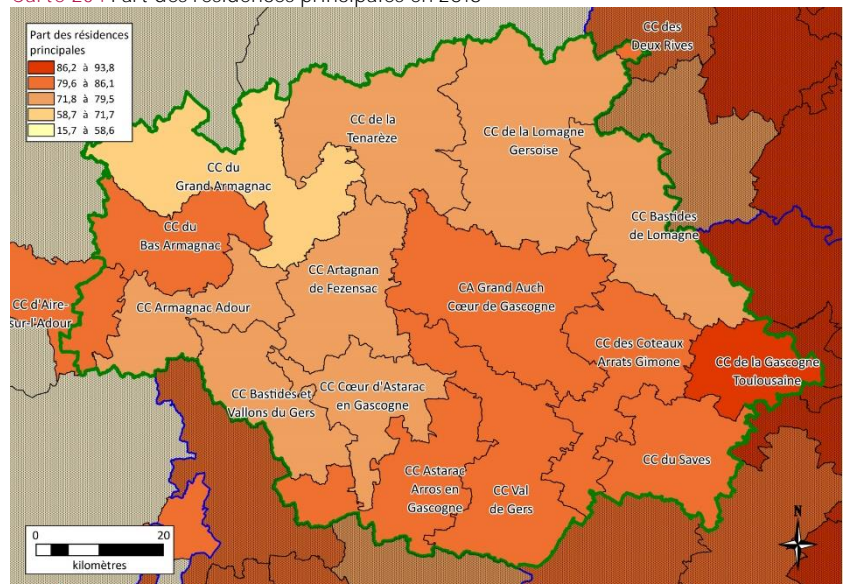 Part des résidences
principales
86,2 à 93,8
79,6 à 86,1
71,8 à 79,5
58,7 à 71,7
15,7 à 58,6
CC des
Deux Rives
CC de la
Tenarèze
CC de la Lomagne
Gersoise
CC du
Grand Armagnac
CC Bastides
de Lomagne
CC du
Bas Armagnac
CC Artagnan
de Fezensac
CA Grand Auch
Cœur de Gascogne
CC d'Aire-
sur-l'Adour
CC Armagnac Adour
CC des Coteaux
Arrats Gimone
CC de la Gascogne
Toulousaine
CC Bastides et
Vallons du Gers
CC Cœur d'Astarac
en Gascogne
CC du Saves
CC Astarac
Arros en
Gascogne
CC Val
de Gers
N
0 20
kilomètres